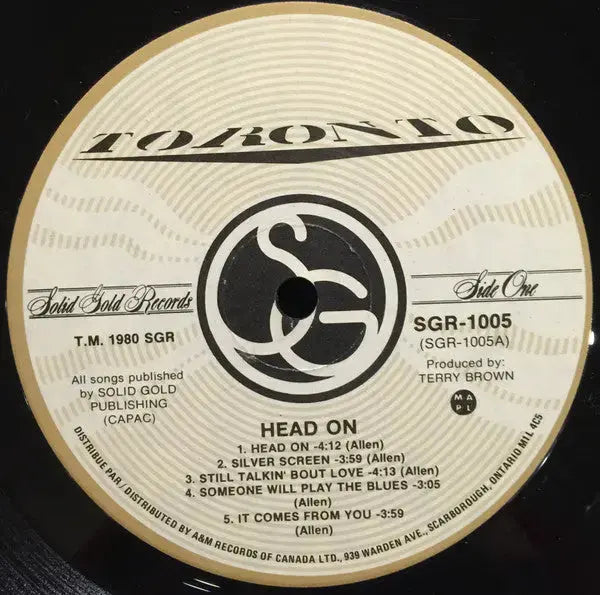 TORONTO
SG
Solid Gold Records
Side One
T.M. 1980 SGR
SGR-1005
(SGR-1005A)
All songs published
by SOLID GOLD
PUBLISHING
(CAPAC)
Produced by:
TERRY BROWN
MA
PL
HEAD ON
1. HEAD ON -4:12 (Allen)
2. SILVER SCREEN -3:59 (Allen)
3. STILL TALKIN' BOUT LOVE -4:13 (Allen)
4. SOMEONE WILL PLAY THE BLUES -3:05
(Allen)
5. IT COMES FROM YOU -3:59
(Allen)
DISTRIBUE PAR/DISTRIBUTED BY A&M RECORDS OF CANADA LTD., 939 WARDEN AVE., SCARBOROUGH, ONTARIO M1L 4C5